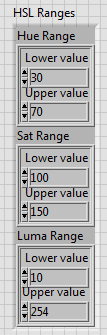 HSL Ranges
Hue Range
Lower value
30
Upper value
70
Sat Range
Lower value
100
Upper value
150
Luma Range
Lower value
10
Upper value
254